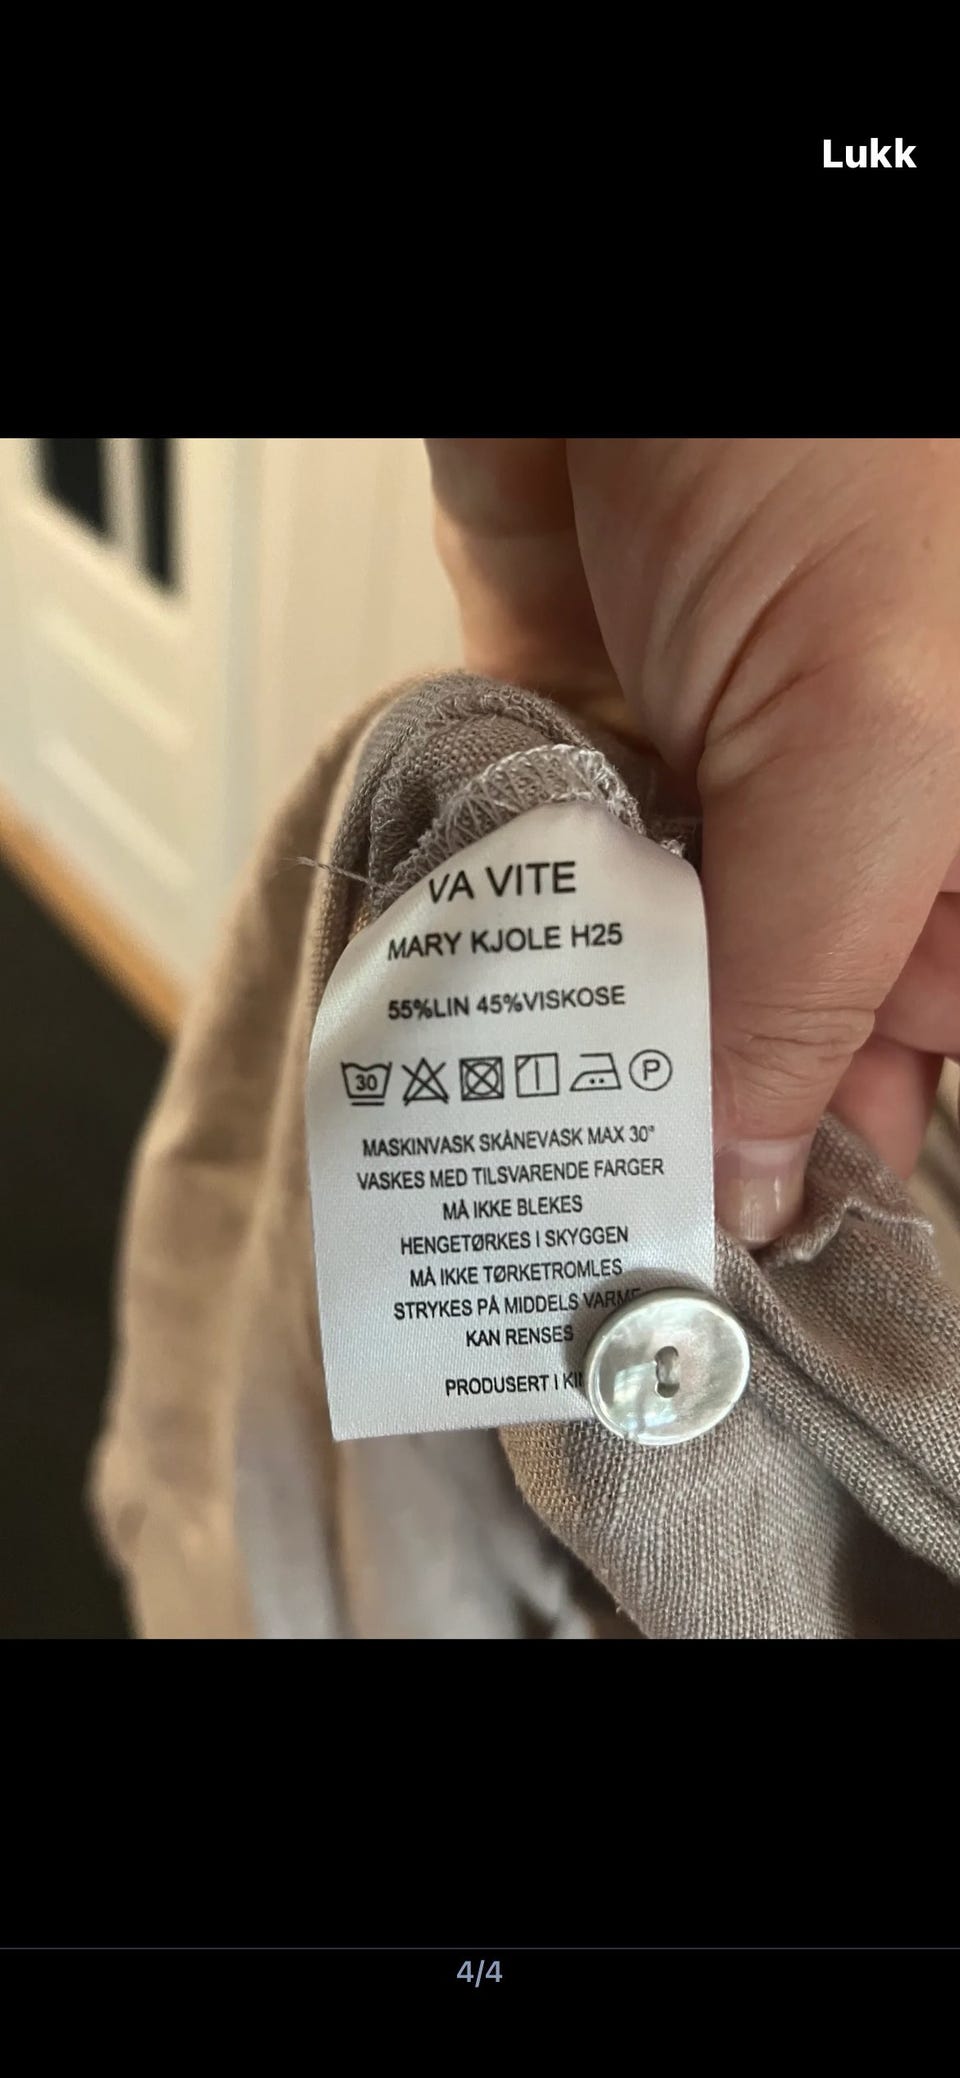 Lukk
VA VITE
MARY KJOLE H25
55%LIN 45%VISKOSE
30 P
MASKINVASK SKÅNEVASK MAX 30°
VASKES MED TILSVARENDE FARGER
MÅ IKKE BLEKES
HENGETØRKES I SKYGGEN
MÅ IKKE TØRKETROMLES
STRYKES PÅ MIDDELS VARME
KAN RENSES
PRODUSERT I
4/4